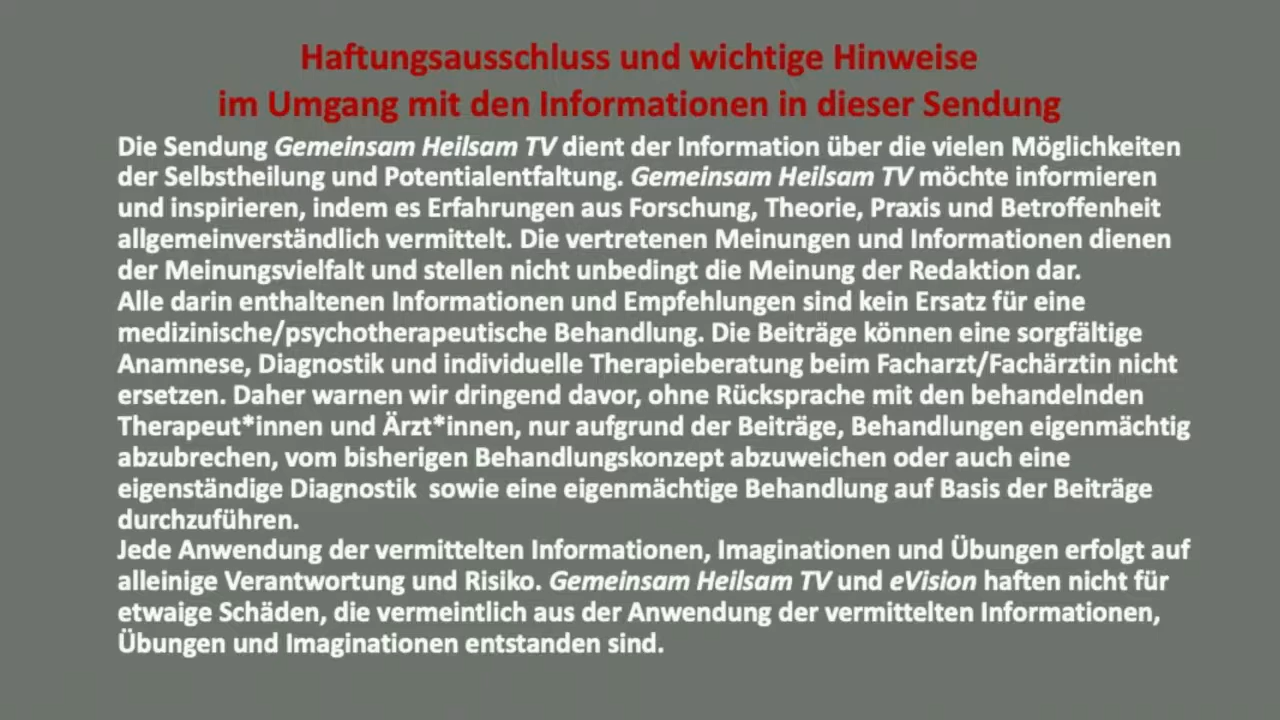 Haftungsausschluss und wichtige Hinweise
im Umgang mit den Informationen in dieser Sendung
Die Sendung Gemeinsam Heilsam TV dient der Information über die vielen Möglichkeiten
der Selbstheilung und Potentialentfaltung. Gemeinsam Heilsam TV möchte informieren
und inspirieren, indem es Erfahrungen aus Forschung, Theorie, Praxis und Betroffenheit
allgemeinverständlich vermittelt. Die vertretenen Meinungen und Informationen dienen
der Meinungsvielfalt und stellen nicht unbedingt die Meinung der Redaktion dar.
Alle darin enthaltenen Informationen und Empfehlungen sind kein Ersatz für eine
medizinische/psychotherapeutische Behandlung. Die Beiträge können eine sorgfältige
Anamnese, Diagnostik und individuelle Therapieberatung beim Facharzt/Fachärztin nicht
ersetzen. Daher warnen wir dringend davor, ohne Rücksprache mit den behandelnden
Therapeut*innen und Ärzt*innen, nur aufgrund der Beiträge, Behandlungen eigenmächtig
abzubrechen, vom bisherigen Behandlungskonzept abzuweichen oder auch eine
eigenständige Diagnostik  sowie eine eigenmächtige Behandlung auf Basis der Beiträge
durchzuführen.
Jede Anwendung der vermittelten Informationen, Imaginationen und Übungen erfolgt auf
alleinige Verantwortung und Risiko. Gemeinsam Heilsam TV und eVision haften nicht für
etwaige Schäden, die vermeintlich aus der Anwendung der vermittelten Informationen,
Übungen und Imaginationen entstanden sind.